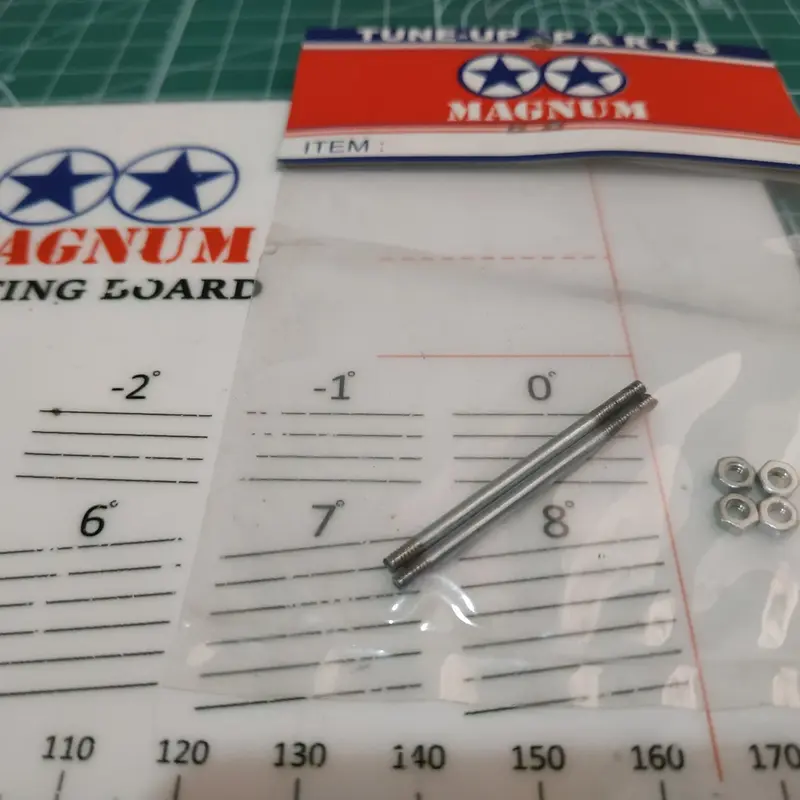 TUNE-UP PARTS
MAGNUM
ITEM :
AGNUM
TING BOARD
-2° -1° 0°
6° 7° 8°
110 120 130 140 150 160 170